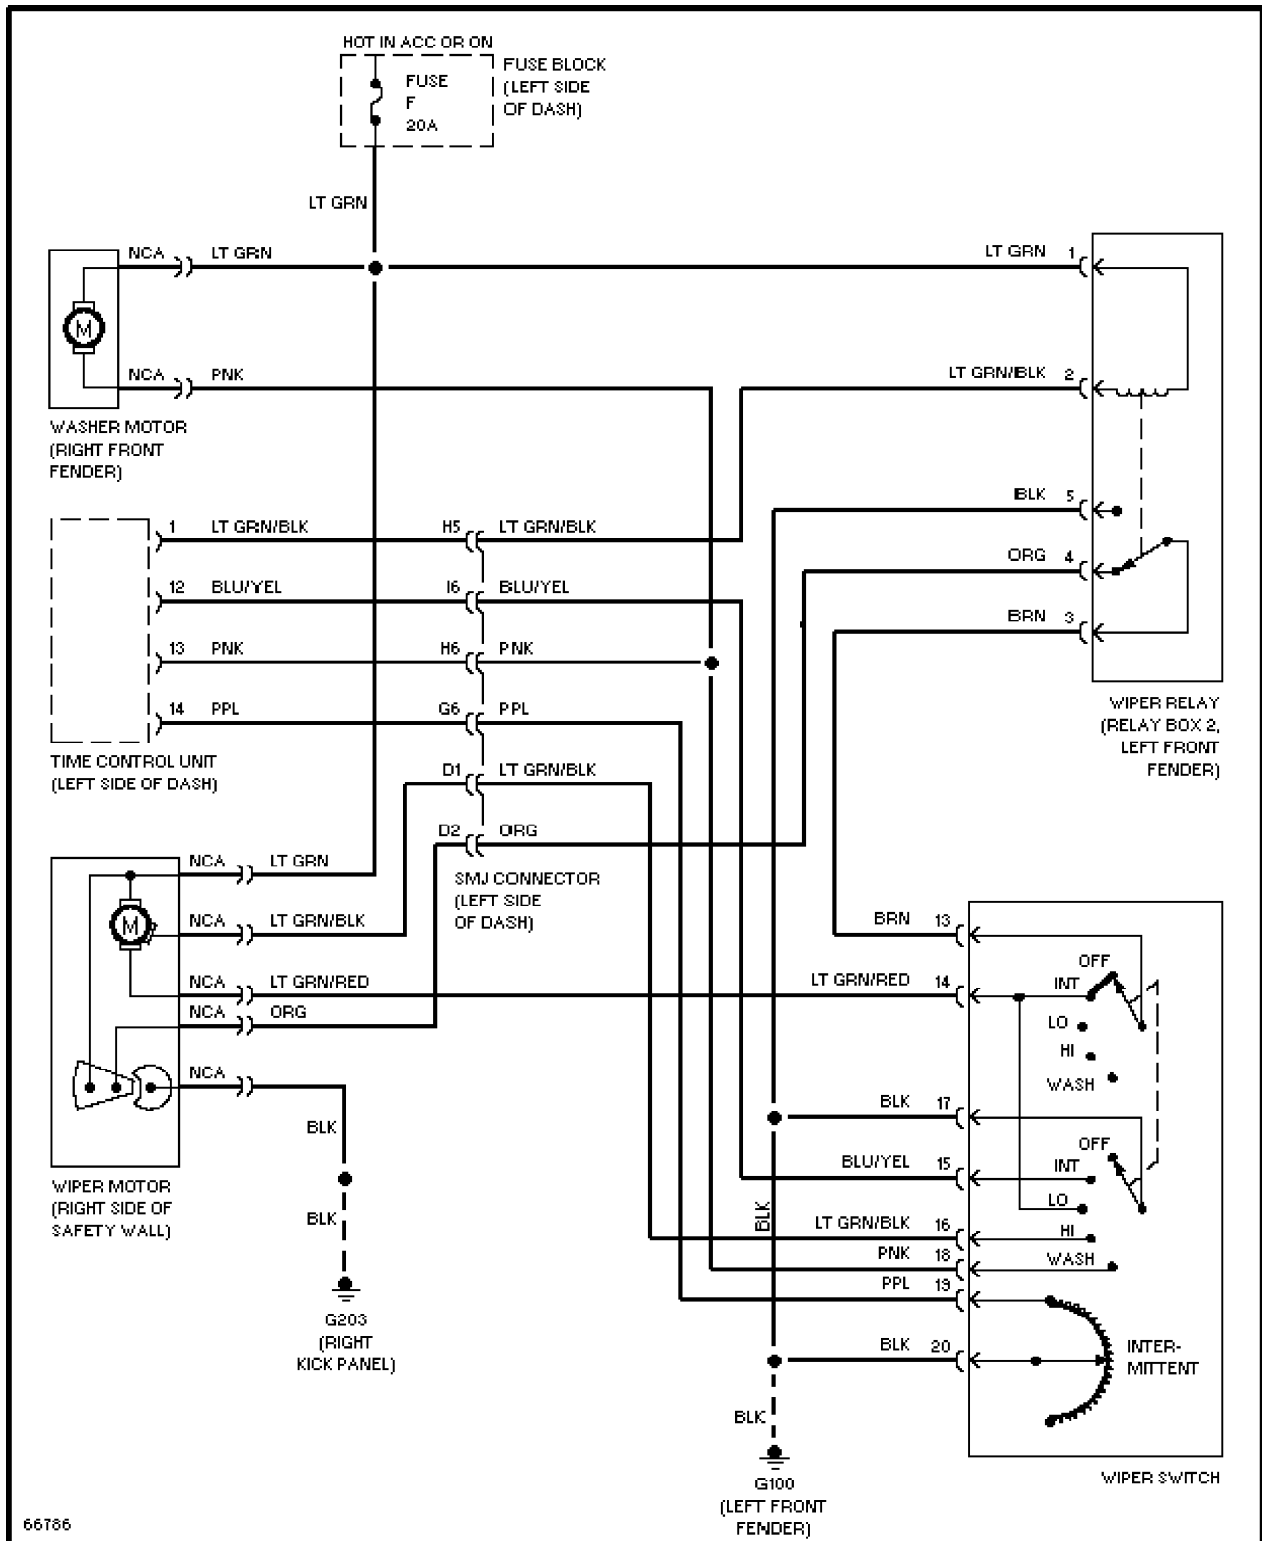 HOT IN ACC OR ON
FUSE
F
20A
FUSE BLOCK
(LEFT SIDE
OF DASH)
LT GRN
NCA LT GRN
LT GRN 1
M
NCA PNK
LT GRN/BLK 2
WASHER MOTOR
(RIGHT FRONT
FENDER)
BLK 5
1 LT GRN/BLK H5 LT GRN/BLK
ORG 4
12 BLU/YEL I6 BLU/YEL
BRN 3
13 PNK H6 PNK
14 PPL G6 PPL
WIPER RELAY
(RELAY BOX 2,
LEFT FRONT
FENDER)
TIME CONTROL UNIT
(LEFT SIDE OF DASH)
D1 LT GRN/BLK
D2 ORG
SMJ CONNECTOR
(LEFT SIDE
OF DASH)
NCA LT GRN
M
NCA LT GRN/BLK
BRN 13
NCA LT GRN/RED
LT GRN/RED 14
NCA ORG
OFF
INT
LO
HI
WASH
NCA
BLK
BLK 17
OFF
BLU/YEL 15
INT
WIPER MOTOR
(RIGHT SIDE OF
SAFETY WALL)
BLK
BLK
LO
LT GRN/BLK 16
HI
PNK 18
WASH
PPL 19
G203
(RIGHT
KICK PANEL)
BLK 20
INTER-
MITTENT
BLK
G100
(LEFT FRONT
FENDER)
WIPER SWITCH
66786